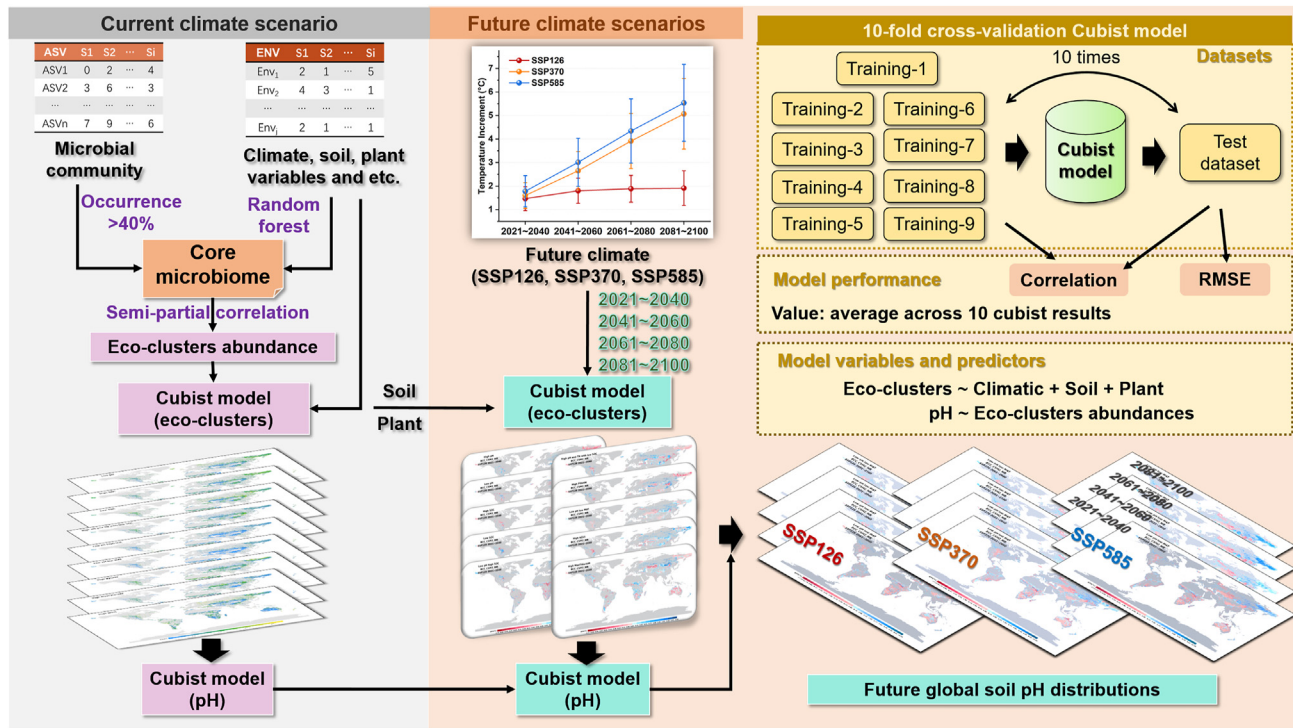 Current climate scenario
ASV S1 S2 ··· Si
ASV1 0 2 ··· 4
ASV2 3 6 ··· 3
··· ··· ··· ···
ASVn 7 9 ··· 6
ENV S1 S2 ··· Si
Env1 2 1 ··· 5
Env2 4 3 ··· 1
··· ··· ··· ···
Envj 2 1 ··· 1
Microbial
community
Climate, soil, plant
variables and etc.
Occurrence
>40%
Random
forest
Core
microbiome
Semi-partial correlation
Eco-clusters abundance
Cubist model
(eco-clusters)
Soil
Plant
Cubist model
(pH)
Future climate scenarios
SSP126
SSP370
SSP585
Temperature Increment (°C)
7
6
5
4
3
2
1
2021~2040 2041~2060 2061~2080 2081~2100
Future climate
(SSP126, SSP370, SSP585)
2021~2040
2041~2060
2061~2080
2081~2100
Cubist model
(eco-clusters)
Cubist model
(pH)
10-fold cross-validation Cubist model
Datasets
10 times
Training-1
Training-2 Training-6
Training-3 Training-7
Training-4 Training-8
Training-5 Training-9
Cubist
model
Test
dataset
Model performance
Correlation
RMSE
Value: average across 10 cubist results
Model variables and predictors
Eco-clusters ~ Climatic + Soil + Plant
pH ~ Eco-clusters abundances
2081~2100
2061~2080
2041~2060
2021~2040
SSP126
SSP370
SSP585
Future global soil pH distributions